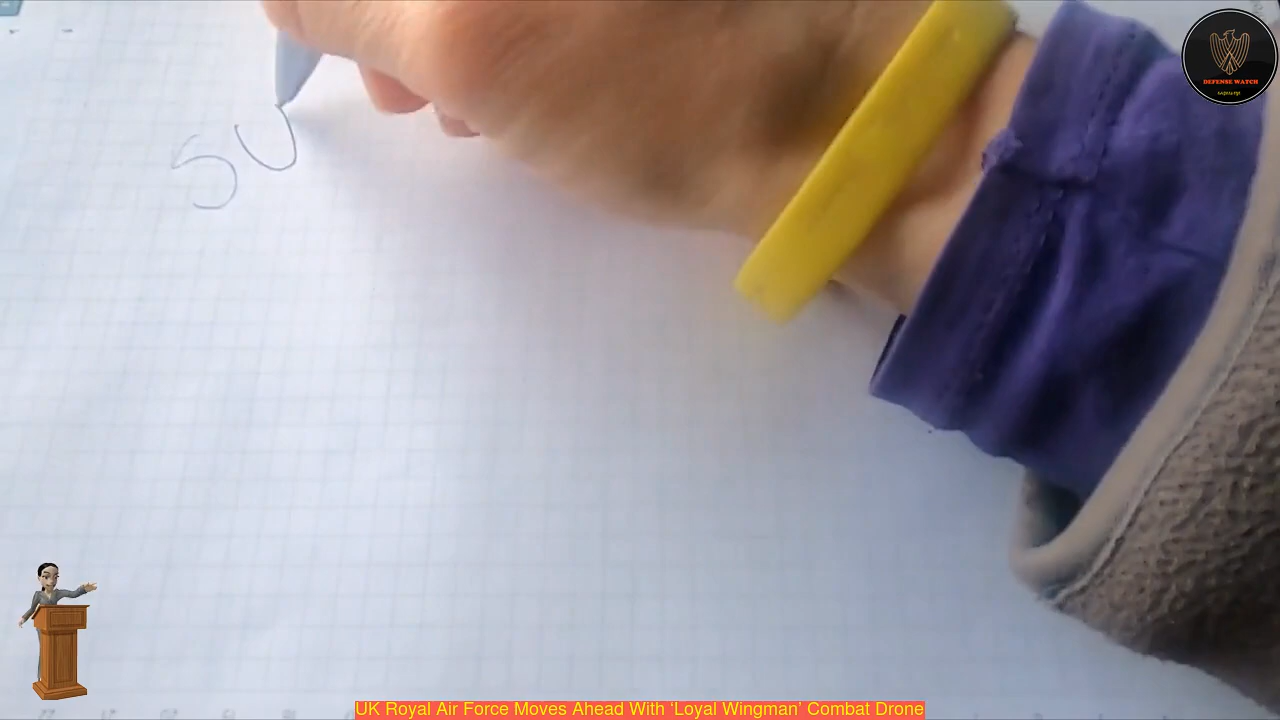 DEFENSE WATCH
SU
UK Royal Air Force Moves Ahead With ‘Loyal Wingman’ Combat Drone